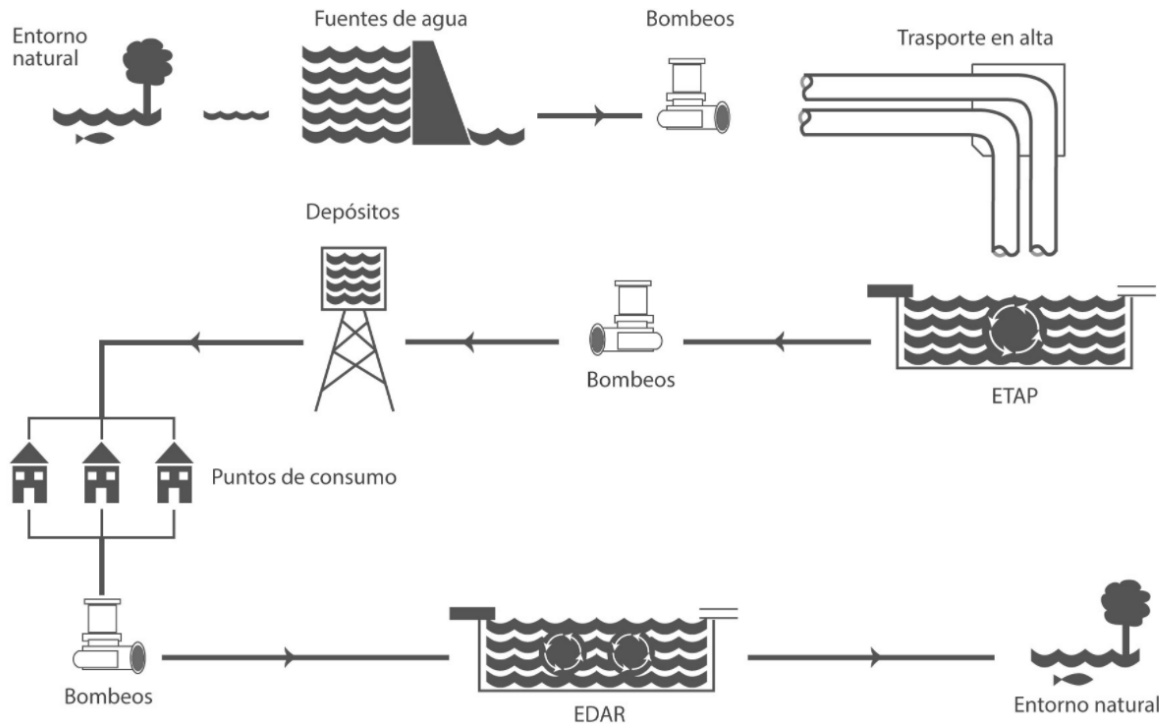 Entorno
natural
Fuentes de agua
Bombeos
Trasporte en alta
Depósitos
Bombeos
ETAP
Puntos de consumo
Bombeos
EDAR
Entorno natural